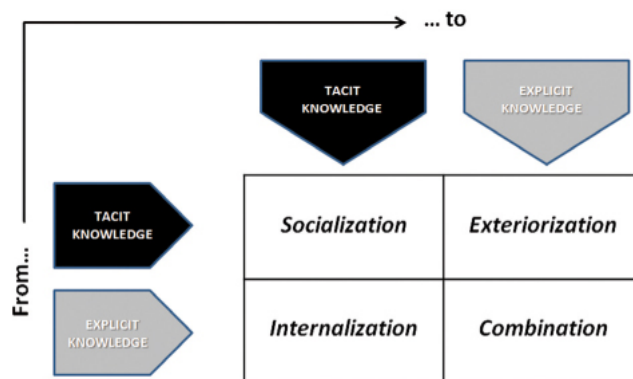 ... to
TACIT
KNOWLEDGE
EXPLICIT
KNOWLEDGE
From...
TACIT
KNOWLEDGE
Socialization
Exteriorization
EXPLICIT
KNOWLEDGE
Internalization
Combination